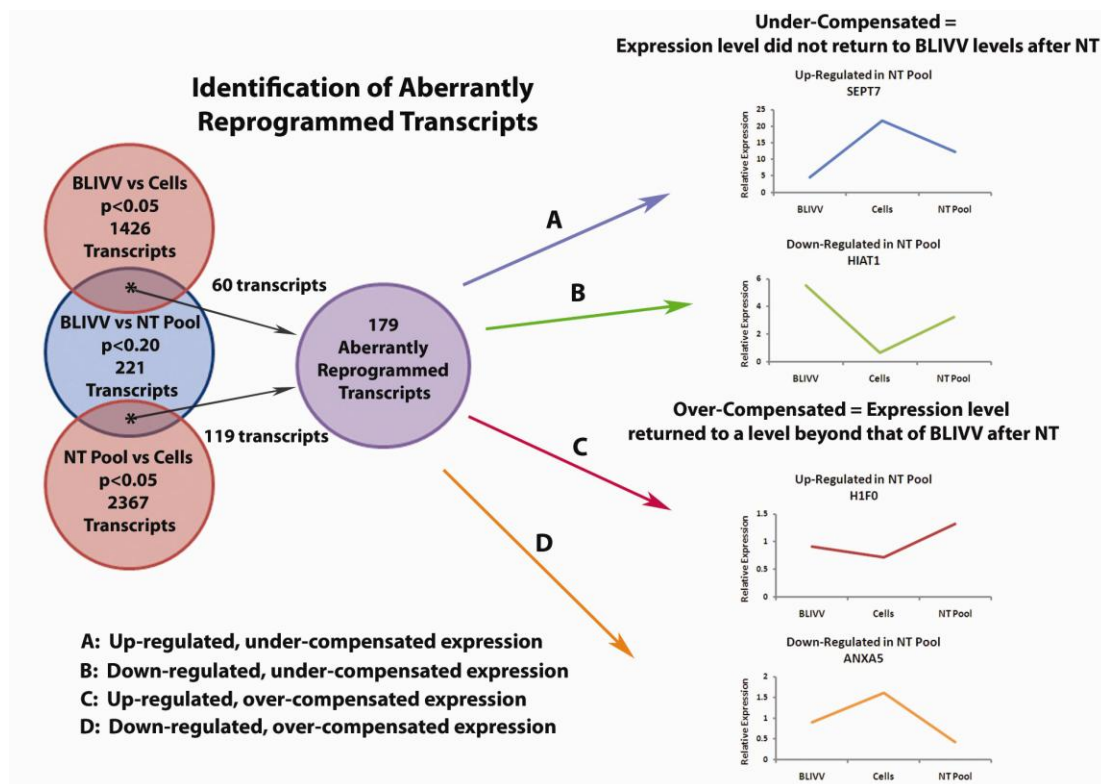 Identification of Aberrantly
Reprogrammed Transcripts
BLIVV vs Cells
p<0.05
1426
Transcripts
*
BLIVV vs NT Pool
p<0.20
221
Transcripts
*
NT Pool vs Cells
p<0.05
2367
Transcripts
60 transcripts
119 transcripts
179
Aberrantly
Reprogrammed
Transcripts
A
B
C
D
A: Up-regulated, under-compensated expression
B: Down-regulated, under-compensated expression
C: Up-regulated, over-compensated expression
D: Down-regulated, over-compensated expression
Under-Compensated =
Expression level did not return to BLIVV levels after NT
Up-Regulated in NT Pool
SEPT7
Relative Expression
25
20
15
10
5
0
BLIVV Cells NT Pool
Down-Regulated in NT Pool
HIAT1
Relative Expression
6
4
2
0
BLIVV Cells NT Pool
Over-Compensated = Expression level
returned to a level beyond that of BLIVV after NT
Up-Regulated in NT Pool
H1F0
Relative Expression
1.5
1
0.5
0
BLIVV Cells NT Pool
Down-Regulated in NT Pool
ANXA5
Relative Expression
2
1.5
1
0.5
0
BLIVV Cells NT Pool